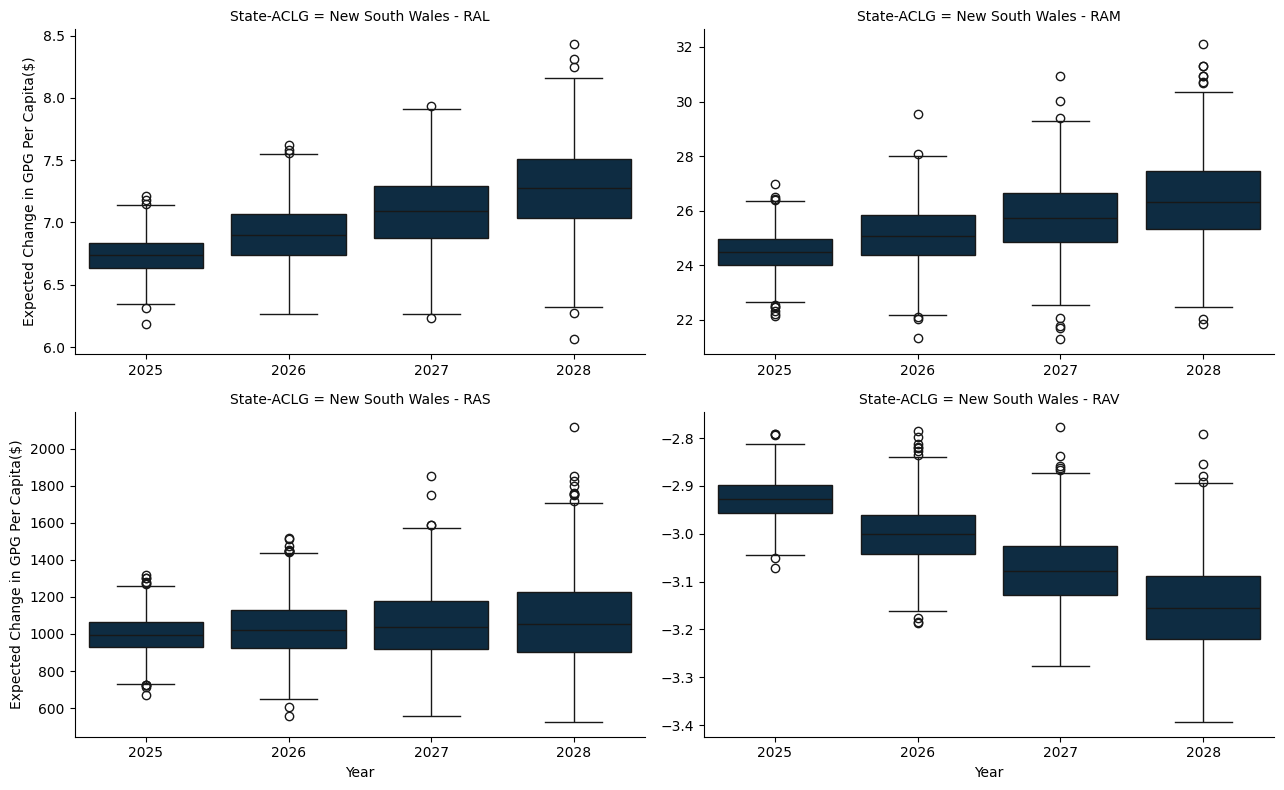 State-ACLG = New South Wales - RAL
Expected Change in GPG Per Capita($)
8.5
8.0
7.5
7.0
6.5
6.0
2025 2026 2027 2028
State-ACLG = New South Wales - RAM
32
30
28
26
24
22
2025 2026 2027 2028
State-ACLG = New South Wales - RAS
Expected Change in GPG Per Capita($)
2000
1800
1600
1400
1200
1000
800
600
2025 2026 2027 2028
Year
State-ACLG = New South Wales - RAV
−2.8
−2.9
−3.0
−3.1
−3.2
−3.3
−3.4
2025 2026 2027 2028
Year